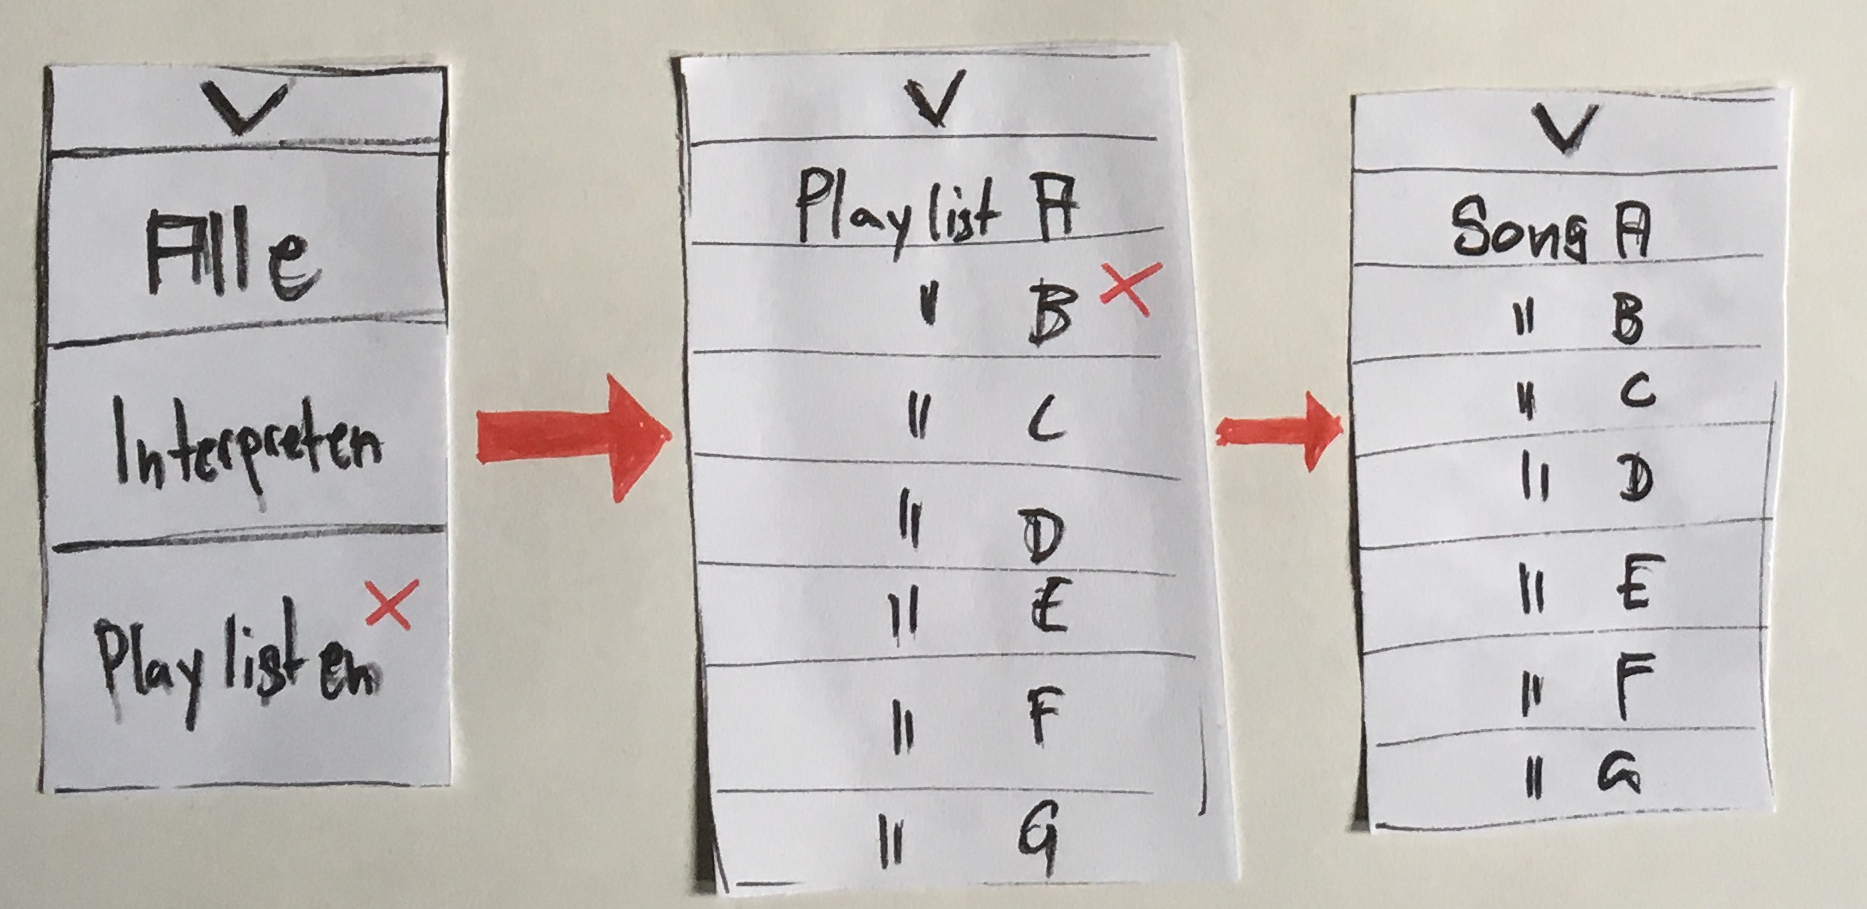 Alle
Interpreten
Playlisten
Playlist A
" B
" C
" D
" E
" F
" G
Song A
" B
" C
" D
" E
" F
" G